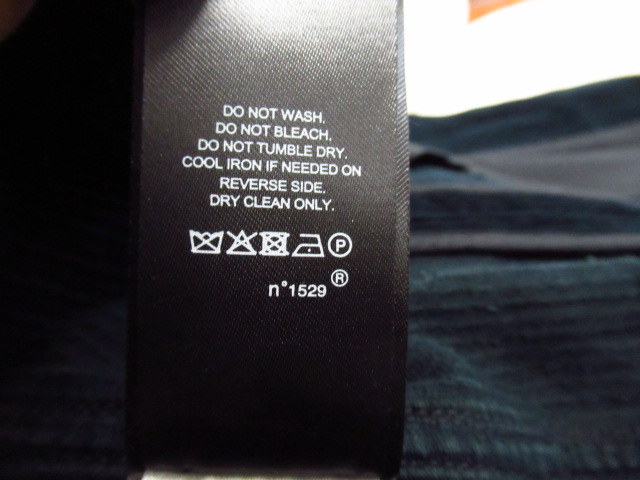 DO NOT WASH.
DO NOT BLEACH.
DO NOT TUMBLE DRY.
COOL IRON IF NEEDED ON
REVERSE SIDE.
DRY CLEAN ONLY.
P
n°1529®